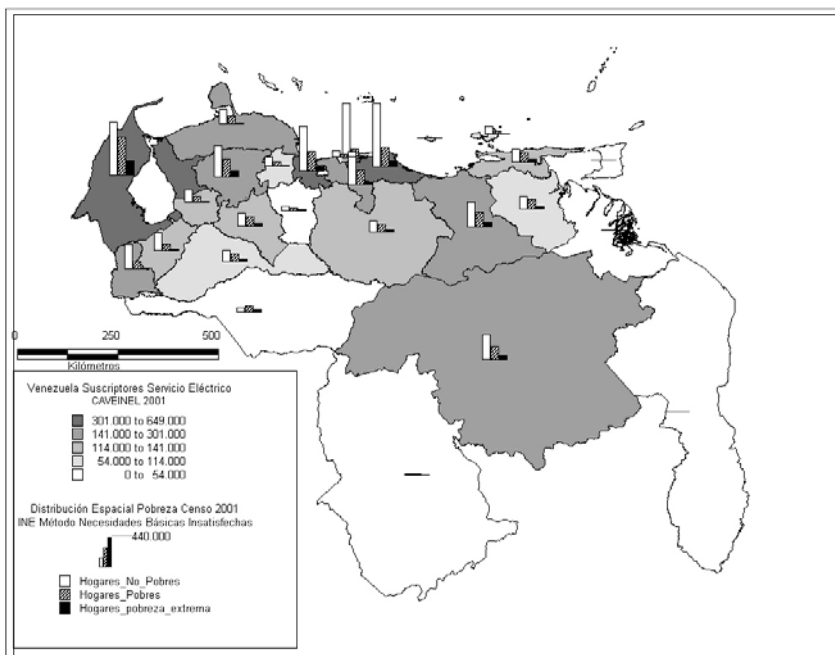 0 250 500
Kilómetros
Venezuela Suscriptores Servicio Eléctrico
CAVEINEL 2001
301.000 to 649.000
141.000 to 301.000
114.000 to 141.000
54.000 to 114.000
0 to 54.000
Distribución Espacial Pobreza Censo 2001
INE Método Necesidades Básicas Insatisfechas
440.000
Hogares_No_Pobres
Hogares_Pobres
Hogares_pobreza_extrema